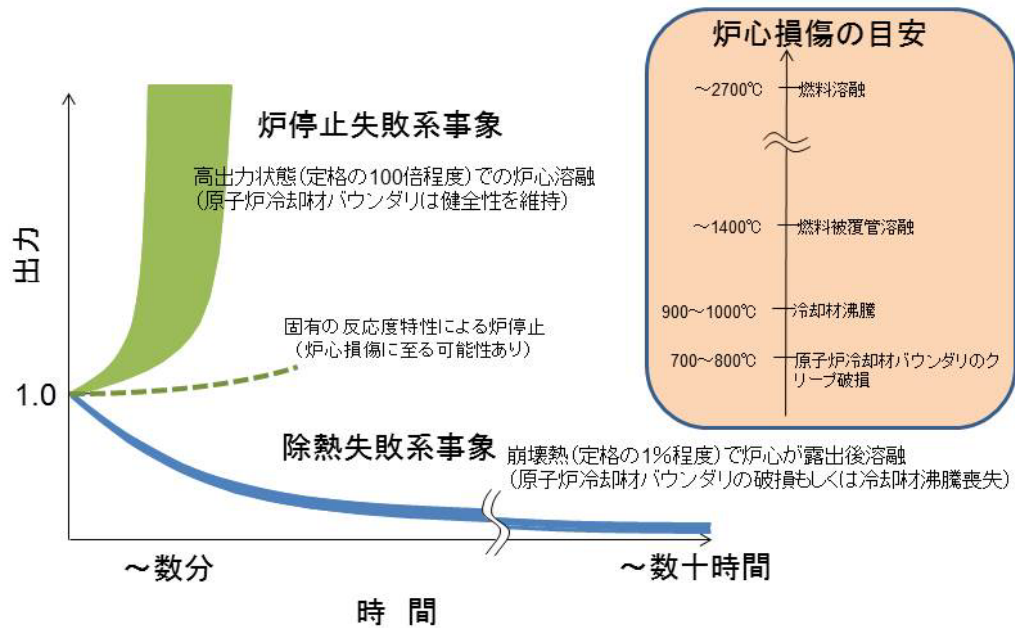 炉心損傷の目安
～2700℃
燃料溶融
～1400℃
燃料被覆管溶融
900～1000℃
冷却材沸騰
700～800℃
原子炉冷却材バウンダリのク
リープ破損
炉停止失敗系事象
高出力状態(定格の100倍程度)での炉心溶融
(原子炉冷却材バウンダリは健全性を維持)
出力
固有の反応度特性による炉停止
(炉心損傷に至る可能性あり)
1.0
除熱失敗系事象
崩壊熱(定格の1%程度)で炉心が露出後溶融
(原子炉冷却材バウンダリの破損もしくは冷却材沸騰喪失)
～数分
～数十時間
時 間